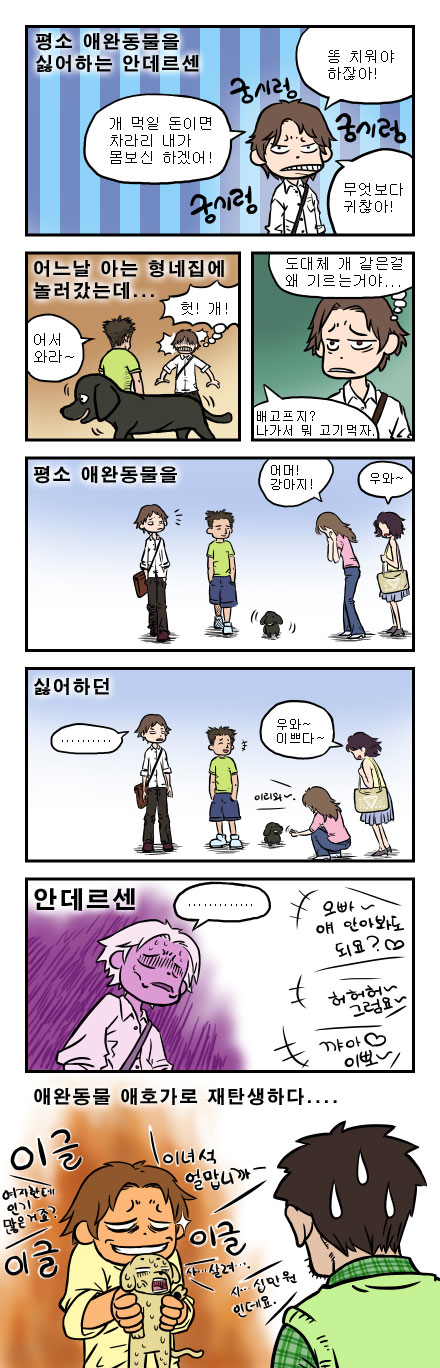 평소 애완동물을
싫어하는 안데르센
똥 치워야
하잖아!
궁시렁
개 먹일 돈이면
차라리 내가
몸보신 하겠어!
궁시렁
궁시렁
무엇보다
귀찮아!
어느날 아는 형네집에
놀러갔는데...
헛! 개!
어서
와라~
도대체 개 같은걸
왜 기르는거야...
배고프지?
나가서 뭐 고기먹자.
평소 애완동물을
어머!
강아지!
우와~
싫어하던
..........
우와~
이쁘다~
이리와~
안데르센
.............
오빠~
얘 안아봐도
되요?♡
허허허~
그럼요~
꺄아♡
이뻐~
애완동물 애호가로 재탄생하다....
이글
이녀석
얼맙니까
여자한테
인기
많은거죠?
이글
이글
사...살려...
시...십만원
인데요.